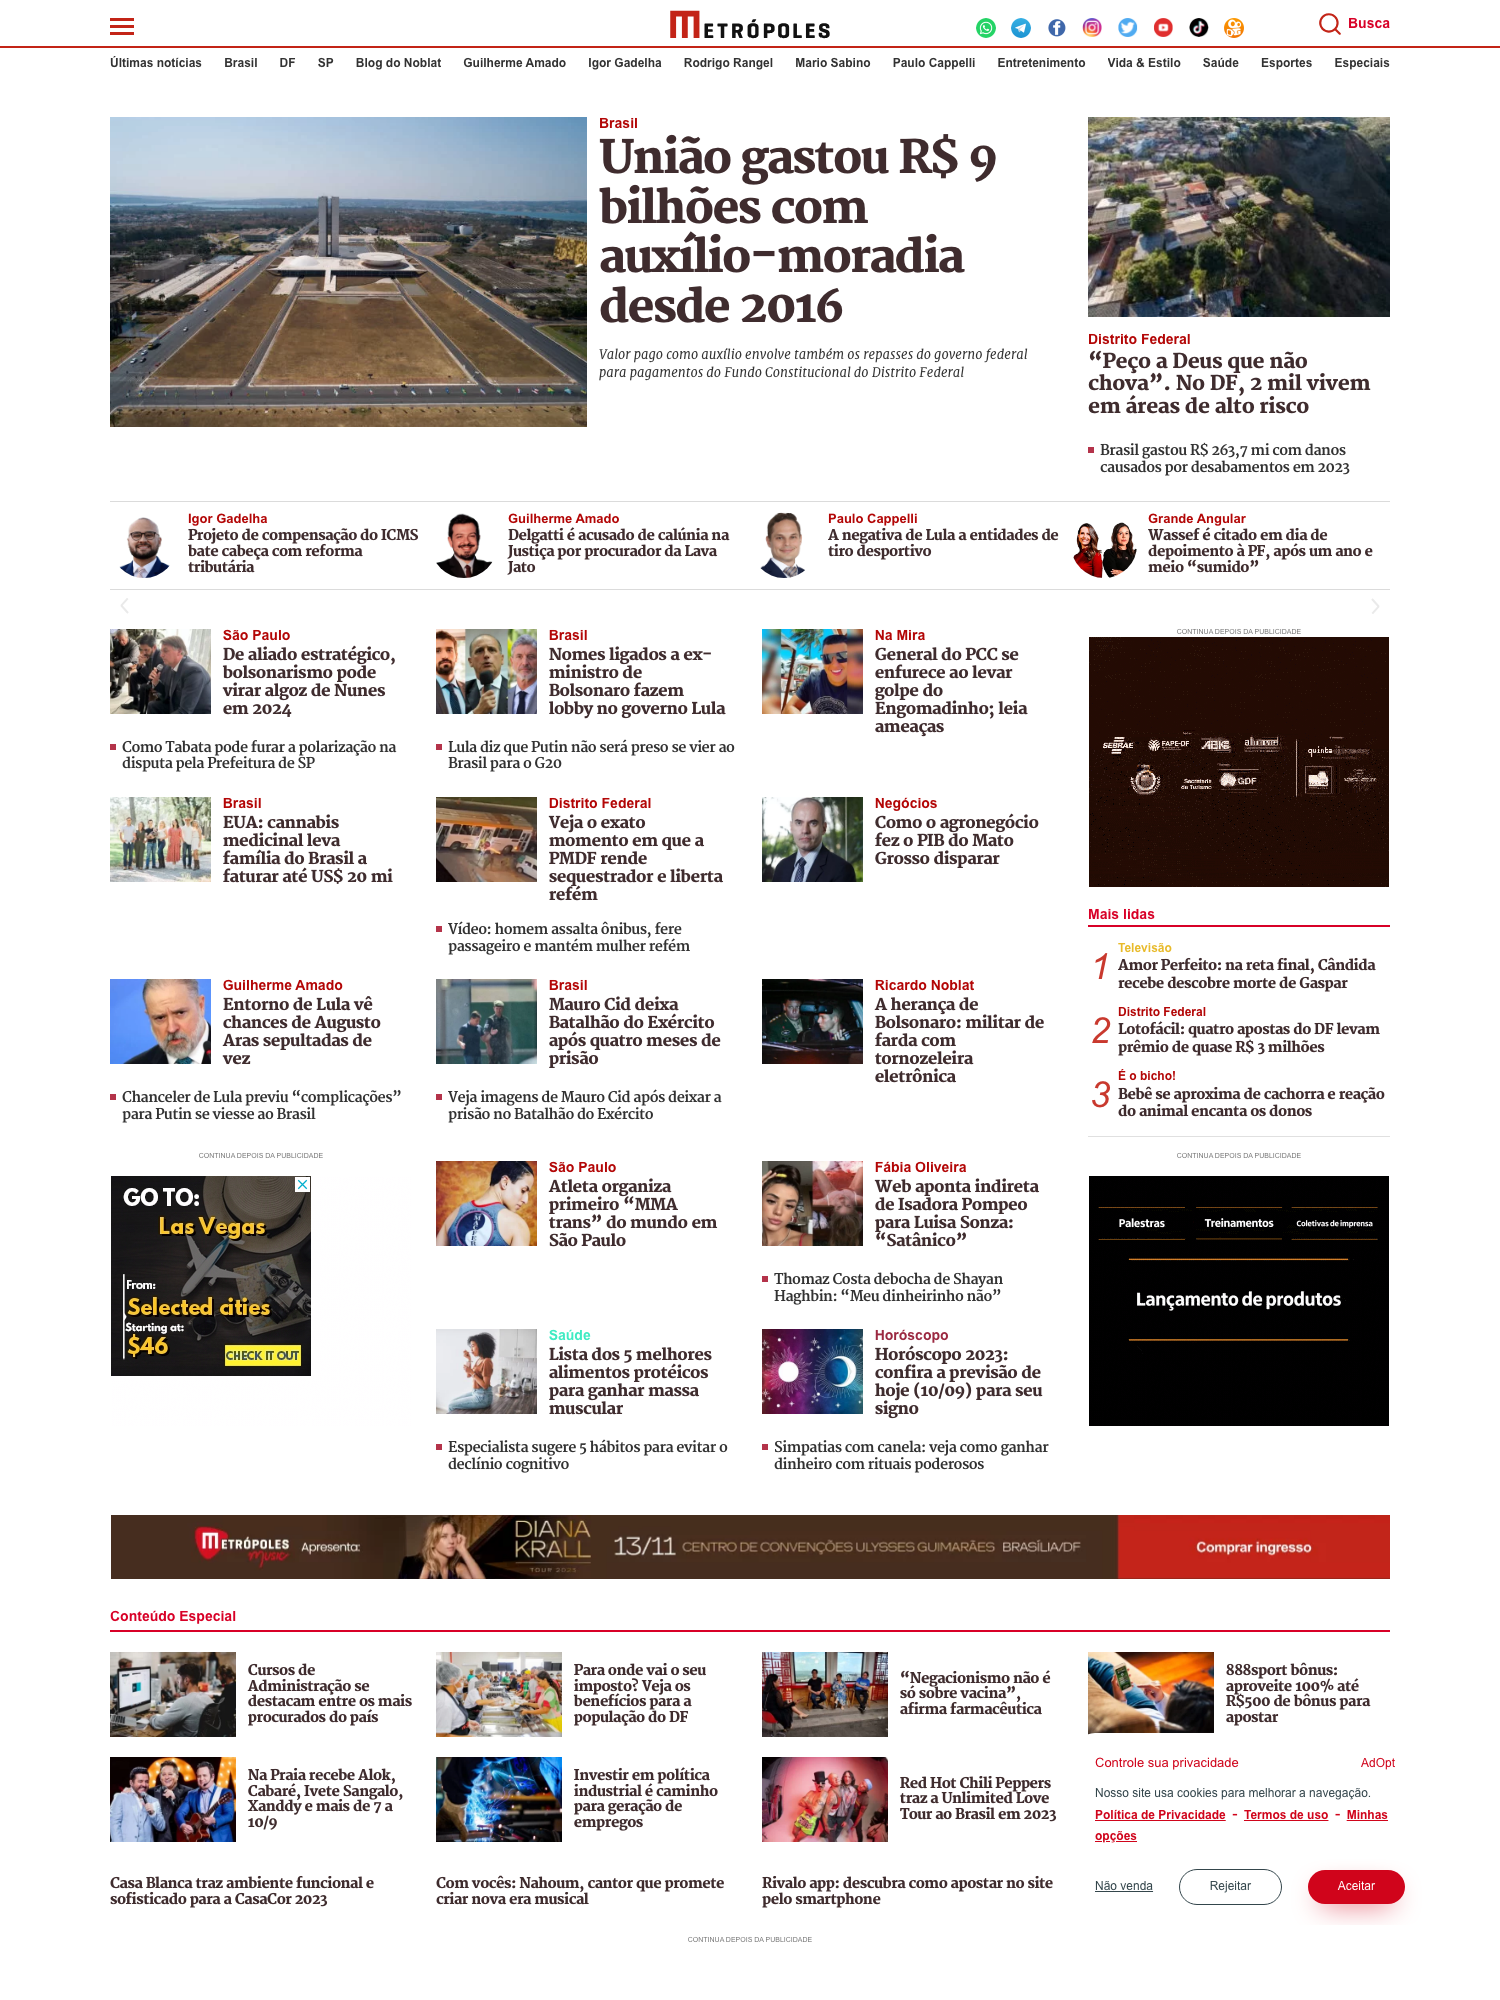 METRÓPOLES
Busca
Últimas notícias Brasil DF SP Blog do Noblat Guilherme Amado Igor Gadelha Rodrigo Rangel Mario Sabino Paulo Cappelli Entretenimento Vida & Estilo Saúde Esportes Especiais
Brasil
União gastou R$ 9
bilhões com
auxílio-moradia
desde 2016
Valor pago como auxílio envolve também os repasses do governo federal
para pagamentos do Fundo Constitucional do Distrito Federal
Distrito Federal
“Peço a Deus que não
chova”. No DF, 2 mil vivem
em áreas de alto risco
Brasil gastou R$ 263,7 mi com danos
causados por desabamentos em 2023
Igor Gadelha
Projeto de compensação do ICMS
bate cabeça com reforma
tributária
Guilherme Amado
Delgatti é acusado de calúnia na
Justiça por procurador da Lava
Jato
Paulo Cappelli
A negativa de Lula a entidades de
tiro desportivo
Grande Angular
Wassef é citado em dia de
depoimento à PF, após um ano e
meio “sumido”
São Paulo
De aliado estratégico,
bolsonarismo pode
virar algoz de Nunes
em 2024
Como Tabata pode furar a polarização na
disputa pela Prefeitura de SP
Brasil
Nomes ligados a ex-
ministro de
Bolsonaro fazem
lobby no governo Lula
Lula diz que Putin não será preso se vier ao
Brasil para o G20
Na Mira
General do PCC se
enfurece ao levar
golpe do
Engomadinho; leia
ameaças
CONTINUA DEPOIS DA PUBLICIDADE
SEBRAE FAPE-DF
quinta
Secretaria
de Turismo GDF
Brasil
EUA: cannabis
medicinal leva
família do Brasil a
faturar até US$ 20 mi
Distrito Federal
Veja o exato
momento em que a
PMDF rende
sequestrador e liberta
refém
Vídeo: homem assalta ônibus, fere
passageiro e mantém mulher refém
Negócios
Como o agronegócio
fez o PIB do Mato
Grosso disparar
Mais lidas
1
Televisão
Amor Perfeito: na reta final, Cândida
recebe descobre morte de Gaspar
2
Distrito Federal
Lotofácil: quatro apostas do DF levam
prêmio de quase R$ 3 milhões
3
É o bicho!
Bebê se aproxima de cachorra e reação
do animal encanta os donos
Guilherme Amado
Entorno de Lula vê
chances de Augusto
Aras sepultadas de
vez
Chanceler de Lula previu “complicações”
para Putin se viesse ao Brasil
Brasil
Mauro Cid deixa
Batalhão do Exército
após quatro meses de
prisão
Veja imagens de Mauro Cid após deixar a
prisão no Batalhão do Exército
Ricardo Noblat
A herança de
Bolsonaro: militar de
farda com
tornozeleira
eletrônica
CONTINUA DEPOIS DA PUBLICIDADE
GO TO:
Las Vegas
From:
Selected cities
Starting at:
$46
CHECK IT OUT
São Paulo
Atleta organiza
primeiro “MMA
trans” do mundo em
São Paulo
Fábia Oliveira
Web aponta indireta
de Isadora Pompeo
para Luisa Sonza:
“Satânico”
Thomaz Costa debocha de Shayan
Haghbin: “Meu dinheirinho não”
CONTINUA DEPOIS DA PUBLICIDADE
Palestras Treinamentos Coletivas de imprensa
Lançamento de produtos
Saúde
Lista dos 5 melhores
alimentos protéicos
para ganhar massa
muscular
Especialista sugere 5 hábitos para evitar o
declínio cognitivo
Horóscopo
Horóscopo 2023:
confira a previsão de
hoje (10/09) para seu
signo
Simpatias com canela: veja como ganhar
dinheiro com rituais poderosos
METRÓPOLES
music
Apresenta:
DIANA
KRALL
TOUR 2023
13/11 CENTRO DE CONVENÇÕES ULYSSES GUIMARÃES BRASÍLIA/DF
Comprar ingresso
Conteúdo Especial
Cursos de
Administração se
destacam entre os mais
procurados do país
Para onde vai o seu
imposto? Veja os
benefícios para a
população do DF
“Negacionismo não é
só sobre vacina”,
afirma farmacêutica
888sport bônus:
aproveite 100% até
R$500 de bônus para
apostar
Na Praia recebe Alok,
Cabaré, Ivete Sangalo,
Xanddy e mais de 7 a
10/9
Investir em política
industrial é caminho
para geração de
empregos
Red Hot Chili Peppers
traz a Unlimited Love
Tour ao Brasil em 2023
Casa Blanca traz ambiente funcional e
sofisticado para a CasaCor 2023
Com vocês: Nahoum, cantor que promete
criar nova era musical
Rivalo app: descubra como apostar no site
pelo smartphone
Controle sua privacidade AdOpt
Nosso site usa cookies para melhorar a navegação.
Política de Privacidade - Termos de uso - Minhas
opções
Não venda Rejeitar Aceitar
CONTINUA DEPOIS DA PUBLICIDADE